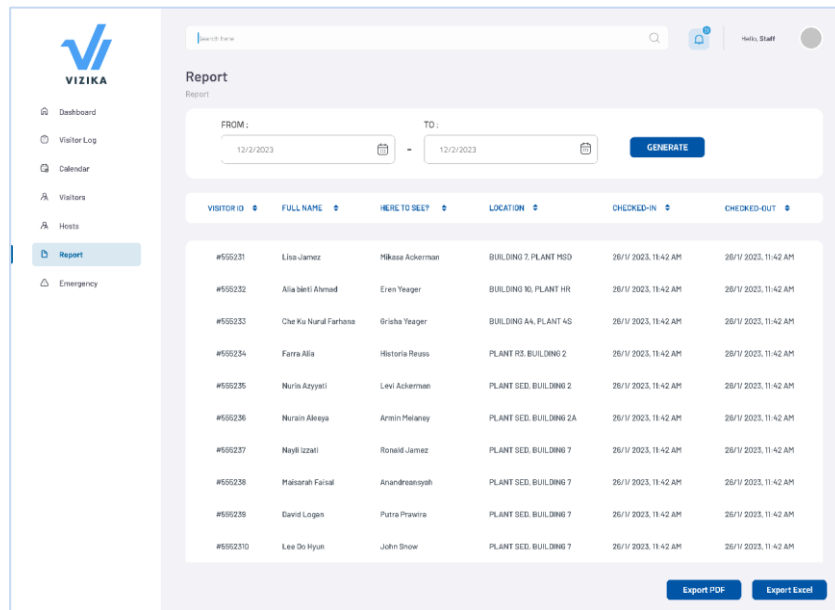 VIZIKA
Dashboard
Visitor Log
Calendar
Visitors
Hosts
Report
Emergency
Search here
Hello, Staff
Report
Report
FROM : TO :
12/2/2023 - 12/2/2023 GENERATE
VISITOR ID FULL NAME HERE TO SEE? LOCATION CHECKED-IN CHECKED-OUT
#555231 Lisa Jamez Mikasa Ackerman BUILDING 7, PLANT MSD 26/1/ 2023, 11:42 AM 26/1/ 2023, 11:42 AM
#555232 Alia binti Ahmad Eren Yeager BUILDING 10, PLANT HR 26/1/ 2023, 11:42 AM 26/1/ 2023, 11:42 AM
#555233 Che Ku Nurul Farhana Grisha Yeager BUILDING A4, PLANT 4S 26/1/ 2023, 11:42 AM 26/1/ 2023, 11:42 AM
#555234 Farra Alia Historia Reuss PLANT R3, BUILDING 2 26/1/ 2023, 11:42 AM 26/1/ 2023, 11:42 AM
#555235 Nurin Azyyati Levi Ackerman PLANT SED, BUILDING 2 26/1/ 2023, 11:42 AM 26/1/ 2023, 11:42 AM
#555236 Nurain Aleeya Armin Melaney PLANT SED, BUILDING 2A 26/1/ 2023, 11:42 AM 26/1/ 2023, 11:42 AM
#555237 Nayli Izzati Ronald Jamez PLANT SED, BUILDING 7 26/1/ 2023, 11:42 AM 26/1/ 2023, 11:42 AM
#555238 Maisarah Faisal Anandreansyah PLANT SED, BUILDING 7 26/1/ 2023, 11:42 AM 26/1/ 2023, 11:42 AM
#555239 David Logan Putra Prawira PLANT SED, BUILDING 7 26/1/ 2023, 11:42 AM 26/1/ 2023, 11:42 AM
#5552310 Lee Do Hyun John Snow PLANT SED, BUILDING 7 26/1/ 2023, 11:42 AM 26/1/ 2023, 11:42 AM
Export PDF Export Excel